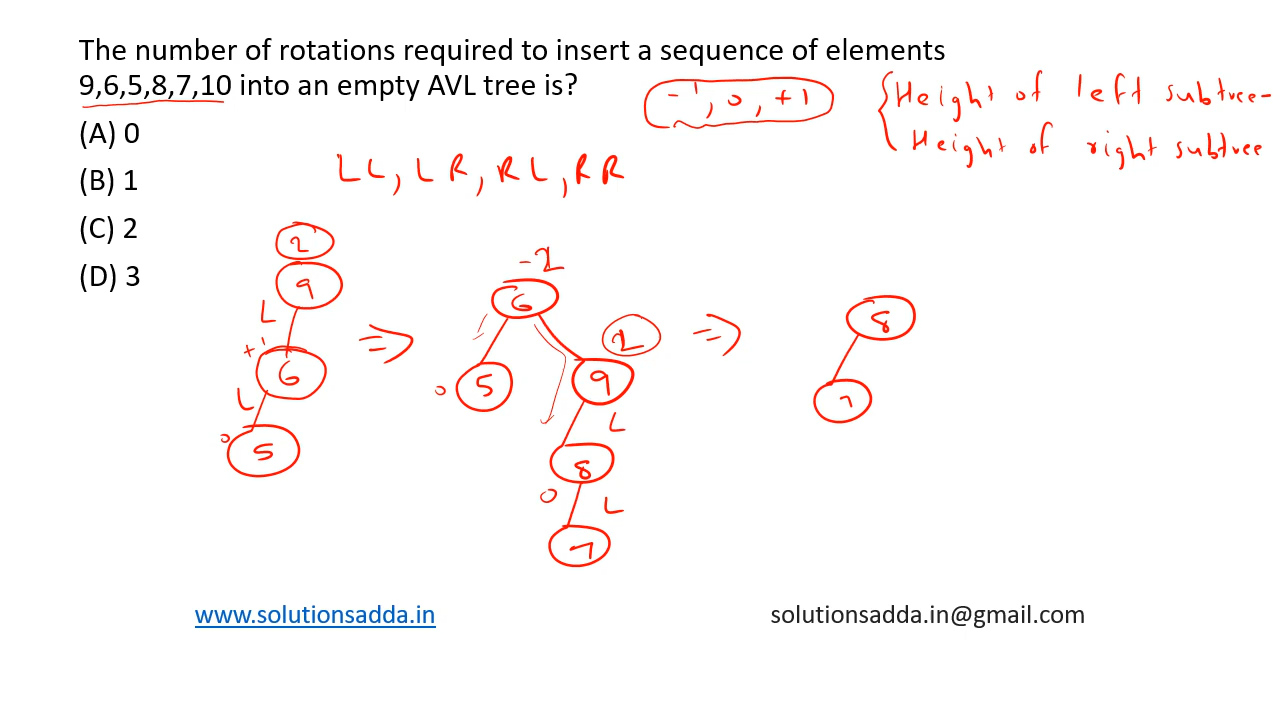 The number of rotations required to insert a sequence of elements
9,6,5,8,7,10 into an empty AVL tree is?
-1, 0, +1
{Height of left subtree-
Height of right subtree
(A) 0
LL, LR, RL, RR
(B) 1
(C) 2
(D) 3
2
9
L
+1
6
L
0
5
⇒
-2
6
0
5
2
9
L
8
0
L
7
⇒
8
7
www.solutionsadda.in
solutionsadda.in@gmail.com